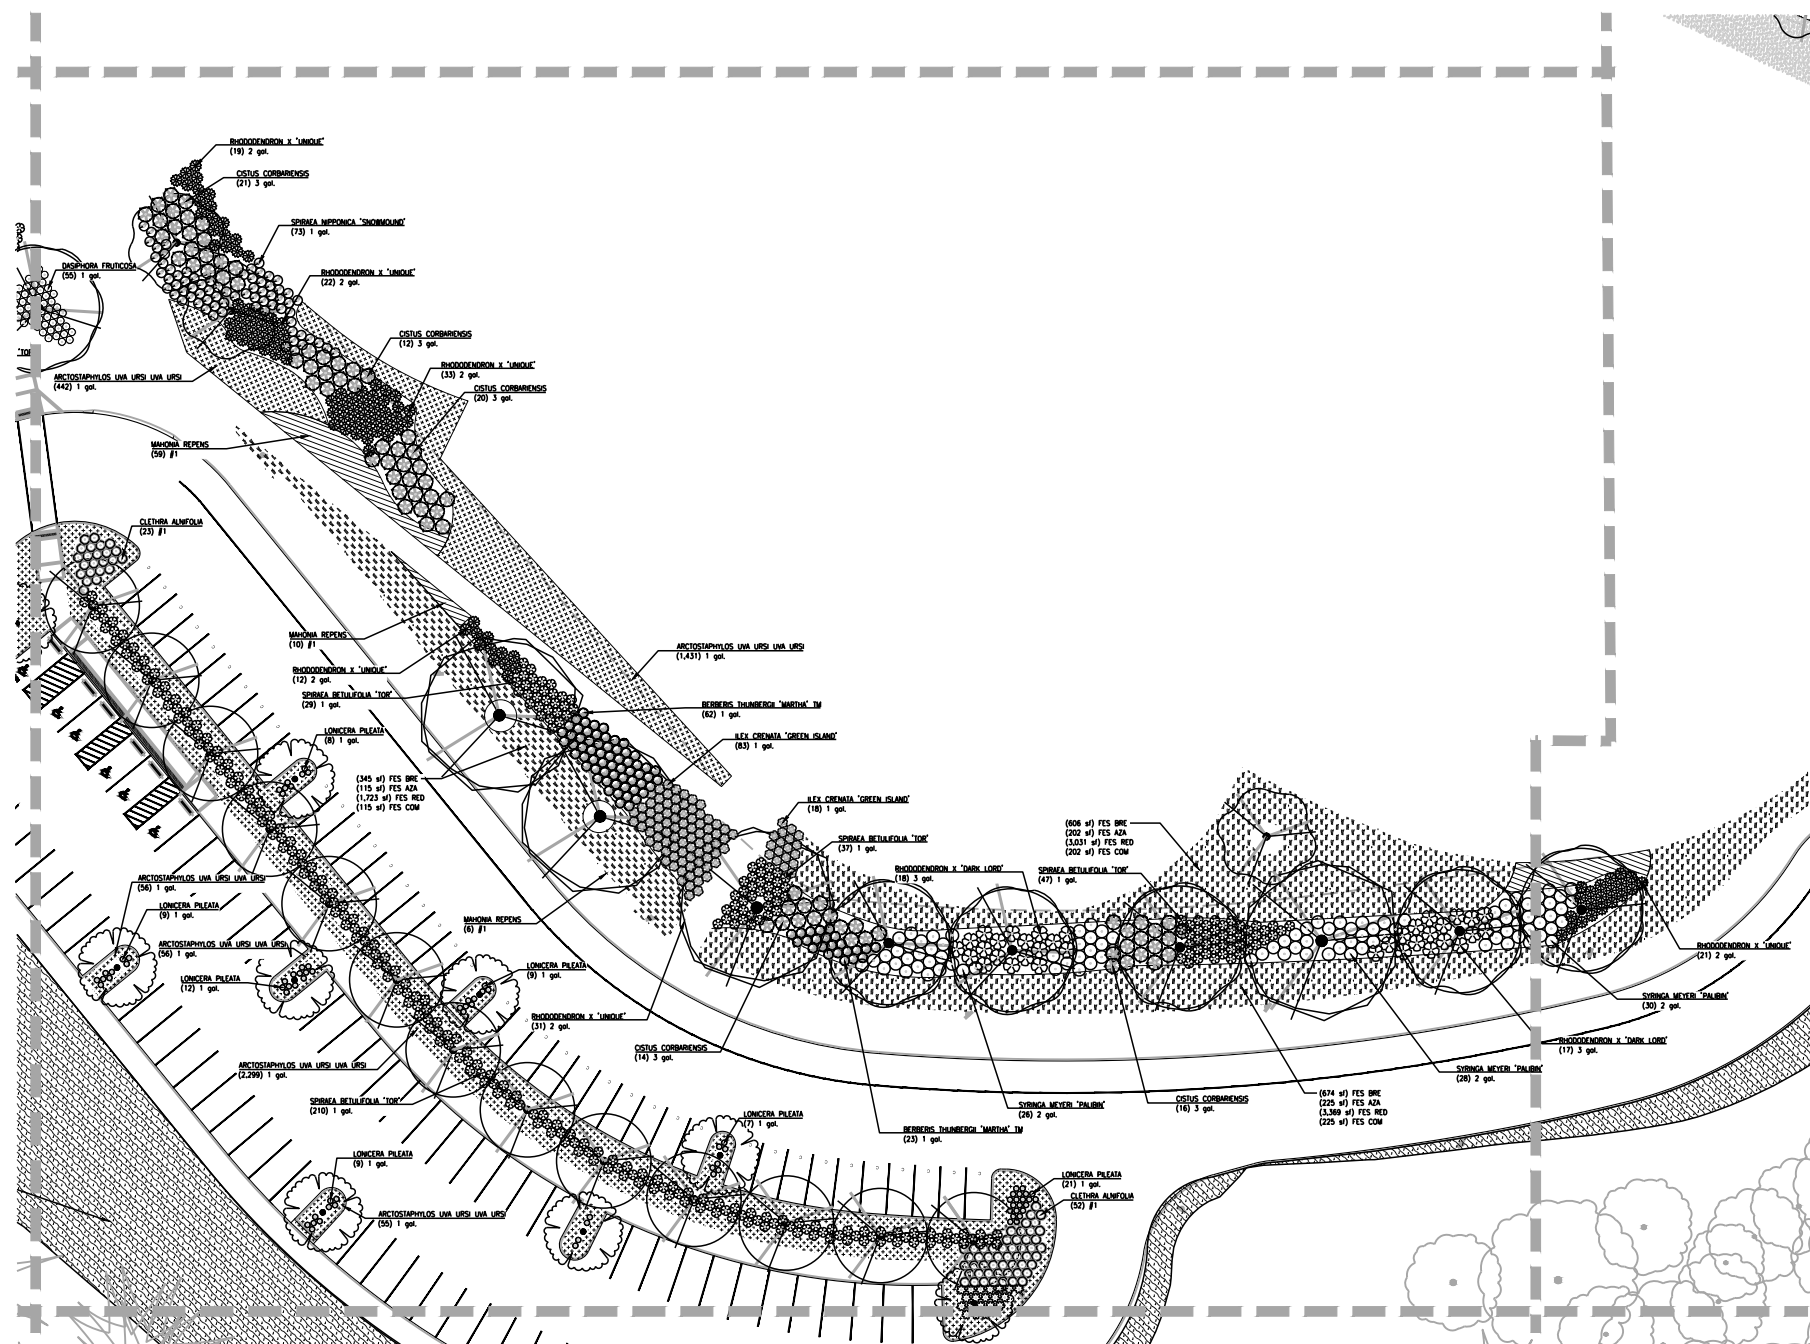 RHODODENDRON X 'UNIQUE'
(19) 2 gal.
CISTUS CORBARIENSIS
(21) 3 gal.
SPIRAEA NIPPONICA 'SNOWMOUND'
(73) 1 gal.
DASIPHORA FRUTICOSA
(55) 1 gal.
RHODODENDRON X 'UNIQUE'
(22) 2 gal.
CISTUS CORBARIENSIS
(12) 3 gal.
'TOR'
RHODODENDRON X 'UNIQUE'
(33) 2 gal.
ARCTOSTAPHYLOS UVA URSI UVA URSI
(442) 1 gal.
CISTUS CORBARIENSIS
(20) 3 gal.
MAHONIA REPENS
(59) #1
CLETHRA ALNIFOLIA
(23) #1
MAHONIA REPENS
(10) #1
ARCTOSTAPHYLOS UVA URSI UVA URSI
(1,431) 1 gal.
RHODODENDRON X 'UNIQUE'
(12) 2 gal.
SPIRAEA BETULIFOLIA 'TOR'
(29) 1 gal.
BERBERIS THUNBERGII 'MARTHA' TM
(62) 1 gal.
LONICERA PILEATA
(8) 1 gal.
ILEX CRENATA 'GREEN ISLAND'
(83) 1 gal.
(345 sf) FES BRE
(115 sf) FES AZA
(1,723 sf) FES RED
(115 sf) FES COM
ILEX CRENATA 'GREEN ISLAND'
(18) 1 gal.
SPIRAEA BETULIFOLIA 'TOR'
(37) 1 gal.
(606 sf) FES BRE
(202 sf) FES AZA
(3,031 sf) FES RED
(202 sf) FES COM
RHODODENDRON X 'DARK LORD'
(18) 3 gal.
SPIRAEA BETULIFOLIA 'TOR'
(47) 1 gal.
ARCTOSTAPHYLOS UVA URSI UVA URSI
(56) 1 gal.
LONICERA PILEATA
(9) 1 gal.
MAHONIA REPENS
(6) #1
ARCTOSTAPHYLOS UVA URSI UVA URSI
(56) 1 gal.
RHODODENDRON X 'UNIQUE'
(21) 2 gal.
LONICERA PILEATA
(9) 1 gal.
LONICERA PILEATA
(12) 1 gal.
SYRINGA MEYERI 'PALIBIN'
(30) 2 gal.
RHODODENDRON X 'UNIQUE'
(31) 2 gal.
RHODODENDRON X 'DARK LORD'
(17) 3 gal.
CISTUS CORBARIENSIS
(14) 3 gal.
ARCTOSTAPHYLOS UVA URSI UVA URSI
(2,299) 1 gal.
SYRINGA MEYERI 'PALIBIN'
(28) 2 gal.
SPIRAEA BETULIFOLIA 'TOR'
(210) 1 gal.
SYRINGA MEYERI 'PALIBIN'
(26) 2 gal.
CISTUS CORBARIENSIS
(16) 3 gal.
(674 sf) FES BRE
(225 sf) FES AZA
(3,369 sf) FES RED
(225 sf) FES COM
LONICERA PILEATA
(7) 1 gal.
BERBERIS THUNBERGII 'MARTHA' TM
(23) 1 gal.
LONICERA PILEATA
(9) 1 gal.
LONICERA PILEATA
(21) 1 gal.
CLETHRA ALNIFOLIA
(52) #1
ARCTOSTAPHYLOS UVA URSI UVA URSI
(55) 1 gal.